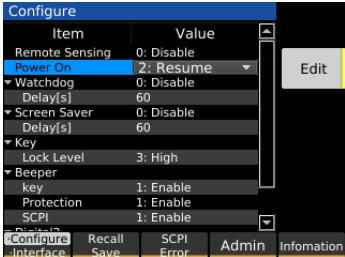 Configure
Item Value
Remote Sensing 0: Disable
Power On 2: Resume
Watchdog 0: Disable
Delay[s] 60
Screen Saver 0: Disable
Delay[s] 60
Key
Lock Level 3: High
Beeper
key 1: Enable
Protection 1: Enable
SCPI 1: Enable
Edit
·Configure Recall SCPI Admin Infomation
·Interface Save Error